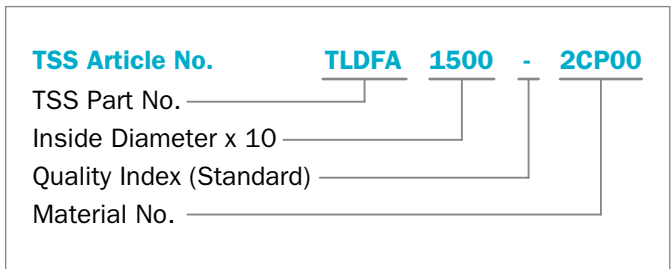 TSS Article No. TLDFA 1500 - 2CP00
TSS Part No.
Inside Diameter x 10
Quality Index (Standard)
Material No.